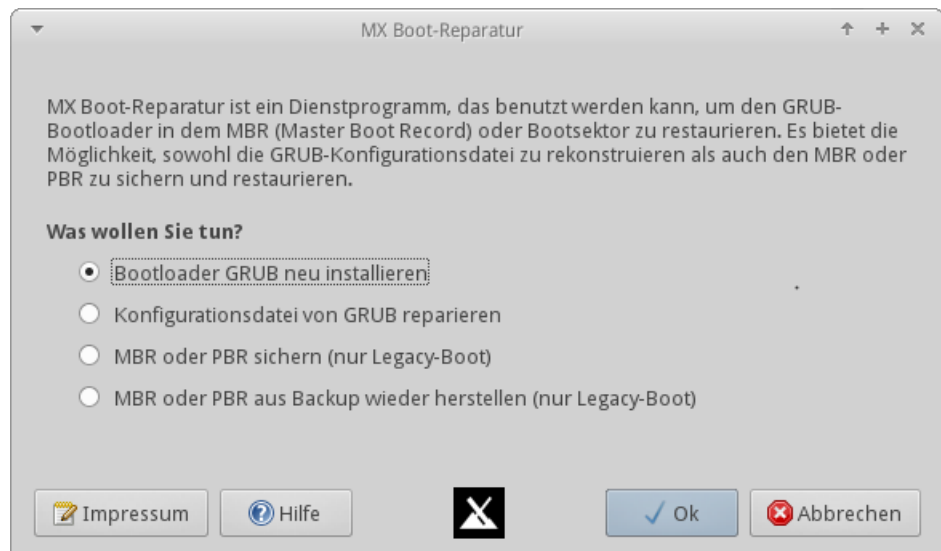 MX Boot-Reparatur
MX Boot-Reparatur ist ein Dienstprogramm, das benutzt werden kann, um den GRUB-
Bootloader in dem MBR (Master Boot Record) oder Bootsektor zu restaurieren. Es bietet die
Möglichkeit, sowohl die GRUB-Konfigurationsdatei zu rekonstruieren als auch den MBR oder
PBR zu sichern und restaurieren.
Was wollen Sie tun?
Bootloader GRUB neu installieren
Konfigurationsdatei von GRUB reparieren
MBR oder PBR sichern (nur Legacy-Boot)
MBR oder PBR aus Backup wieder herstellen (nur Legacy-Boot)
Impressum
Hilfe
Ok
Abbrechen